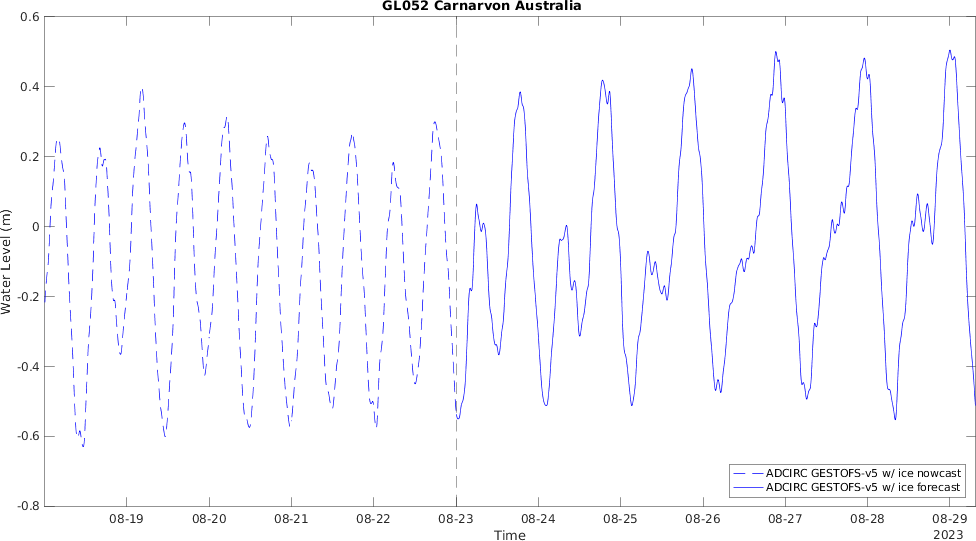 GL052 Carnarvon Australia
Water Level (m)
0.6
0.4
0.2
0
-0.2
-0.4
-0.6
-0.8
ADCIRC GESTOFS-v5 w/ ice nowcast
ADCIRC GESTOFS-v5 w/ ice forecast
08-19 08-20 08-21 08-22 08-23 08-24 08-25 08-26 08-27 08-28 08-29
Time
2023